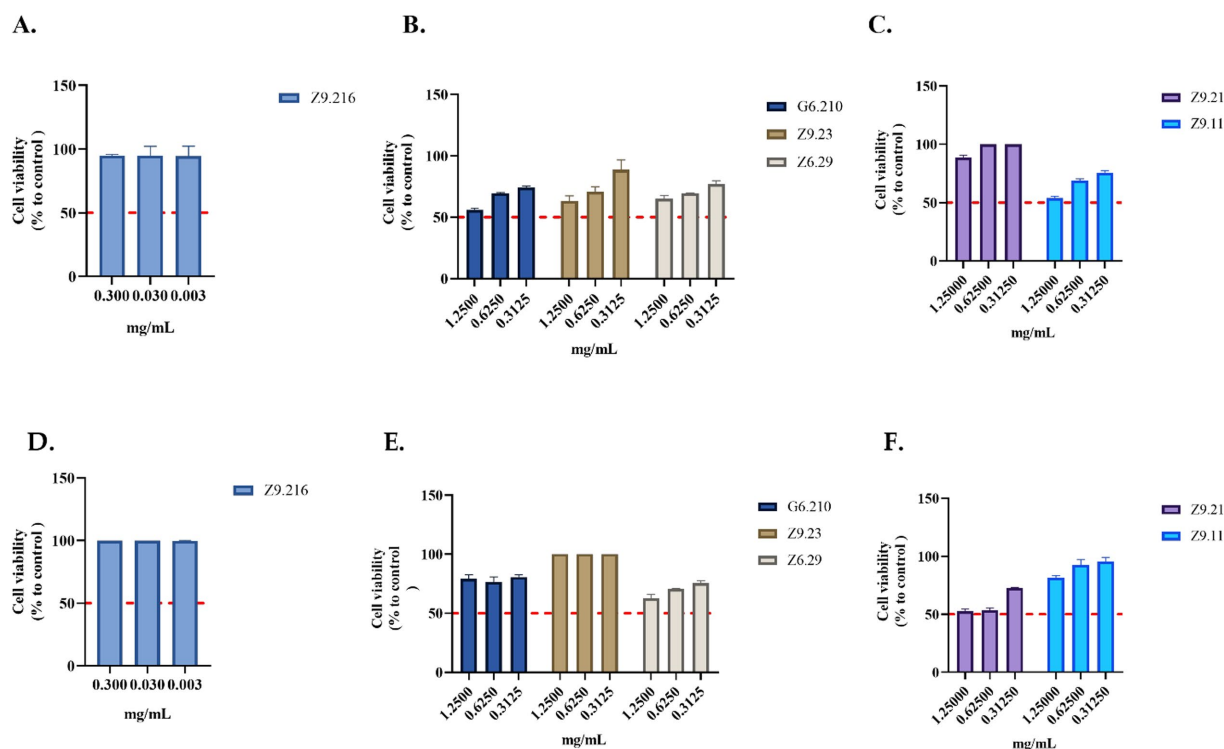 A.
150
100
50
0
Cell viability
(% to control )
0.300 0.030 0.003
mg/mL
Z9.216
B.
150
100
50
0
Cell viability
(% to control )
1.2500
0.6250
0.3125
1.2500
0.6250
0.3125
1.2500
0.6250
0.3125
mg/mL
G6.210
Z9.23
Z6.29
C.
150
100
50
0
Cell viability
(% to control )
1.25000
0.62500
0.31250
1.25000
0.62500
0.31250
mg/mL
Z9.21
Z9.11
D.
150
100
50
0
Cell viability
(% to control )
0.300 0.030 0.003
mg/mL
Z9.216
E.
150
100
50
0
Cell viability
(% to control
)
1.2500
0.6250
0.3125
1.2500
0.6250
0.3125
1.2500
0.6250
0.3125
mg/mL
G6.210
Z9.23
Z6.29
F.
150
100
50
0
Cell viability
(% to control )
1.25000
0.62500
0.31250
1.25000
0.62500
0.31250
mg/mL
Z9.21
Z9.11